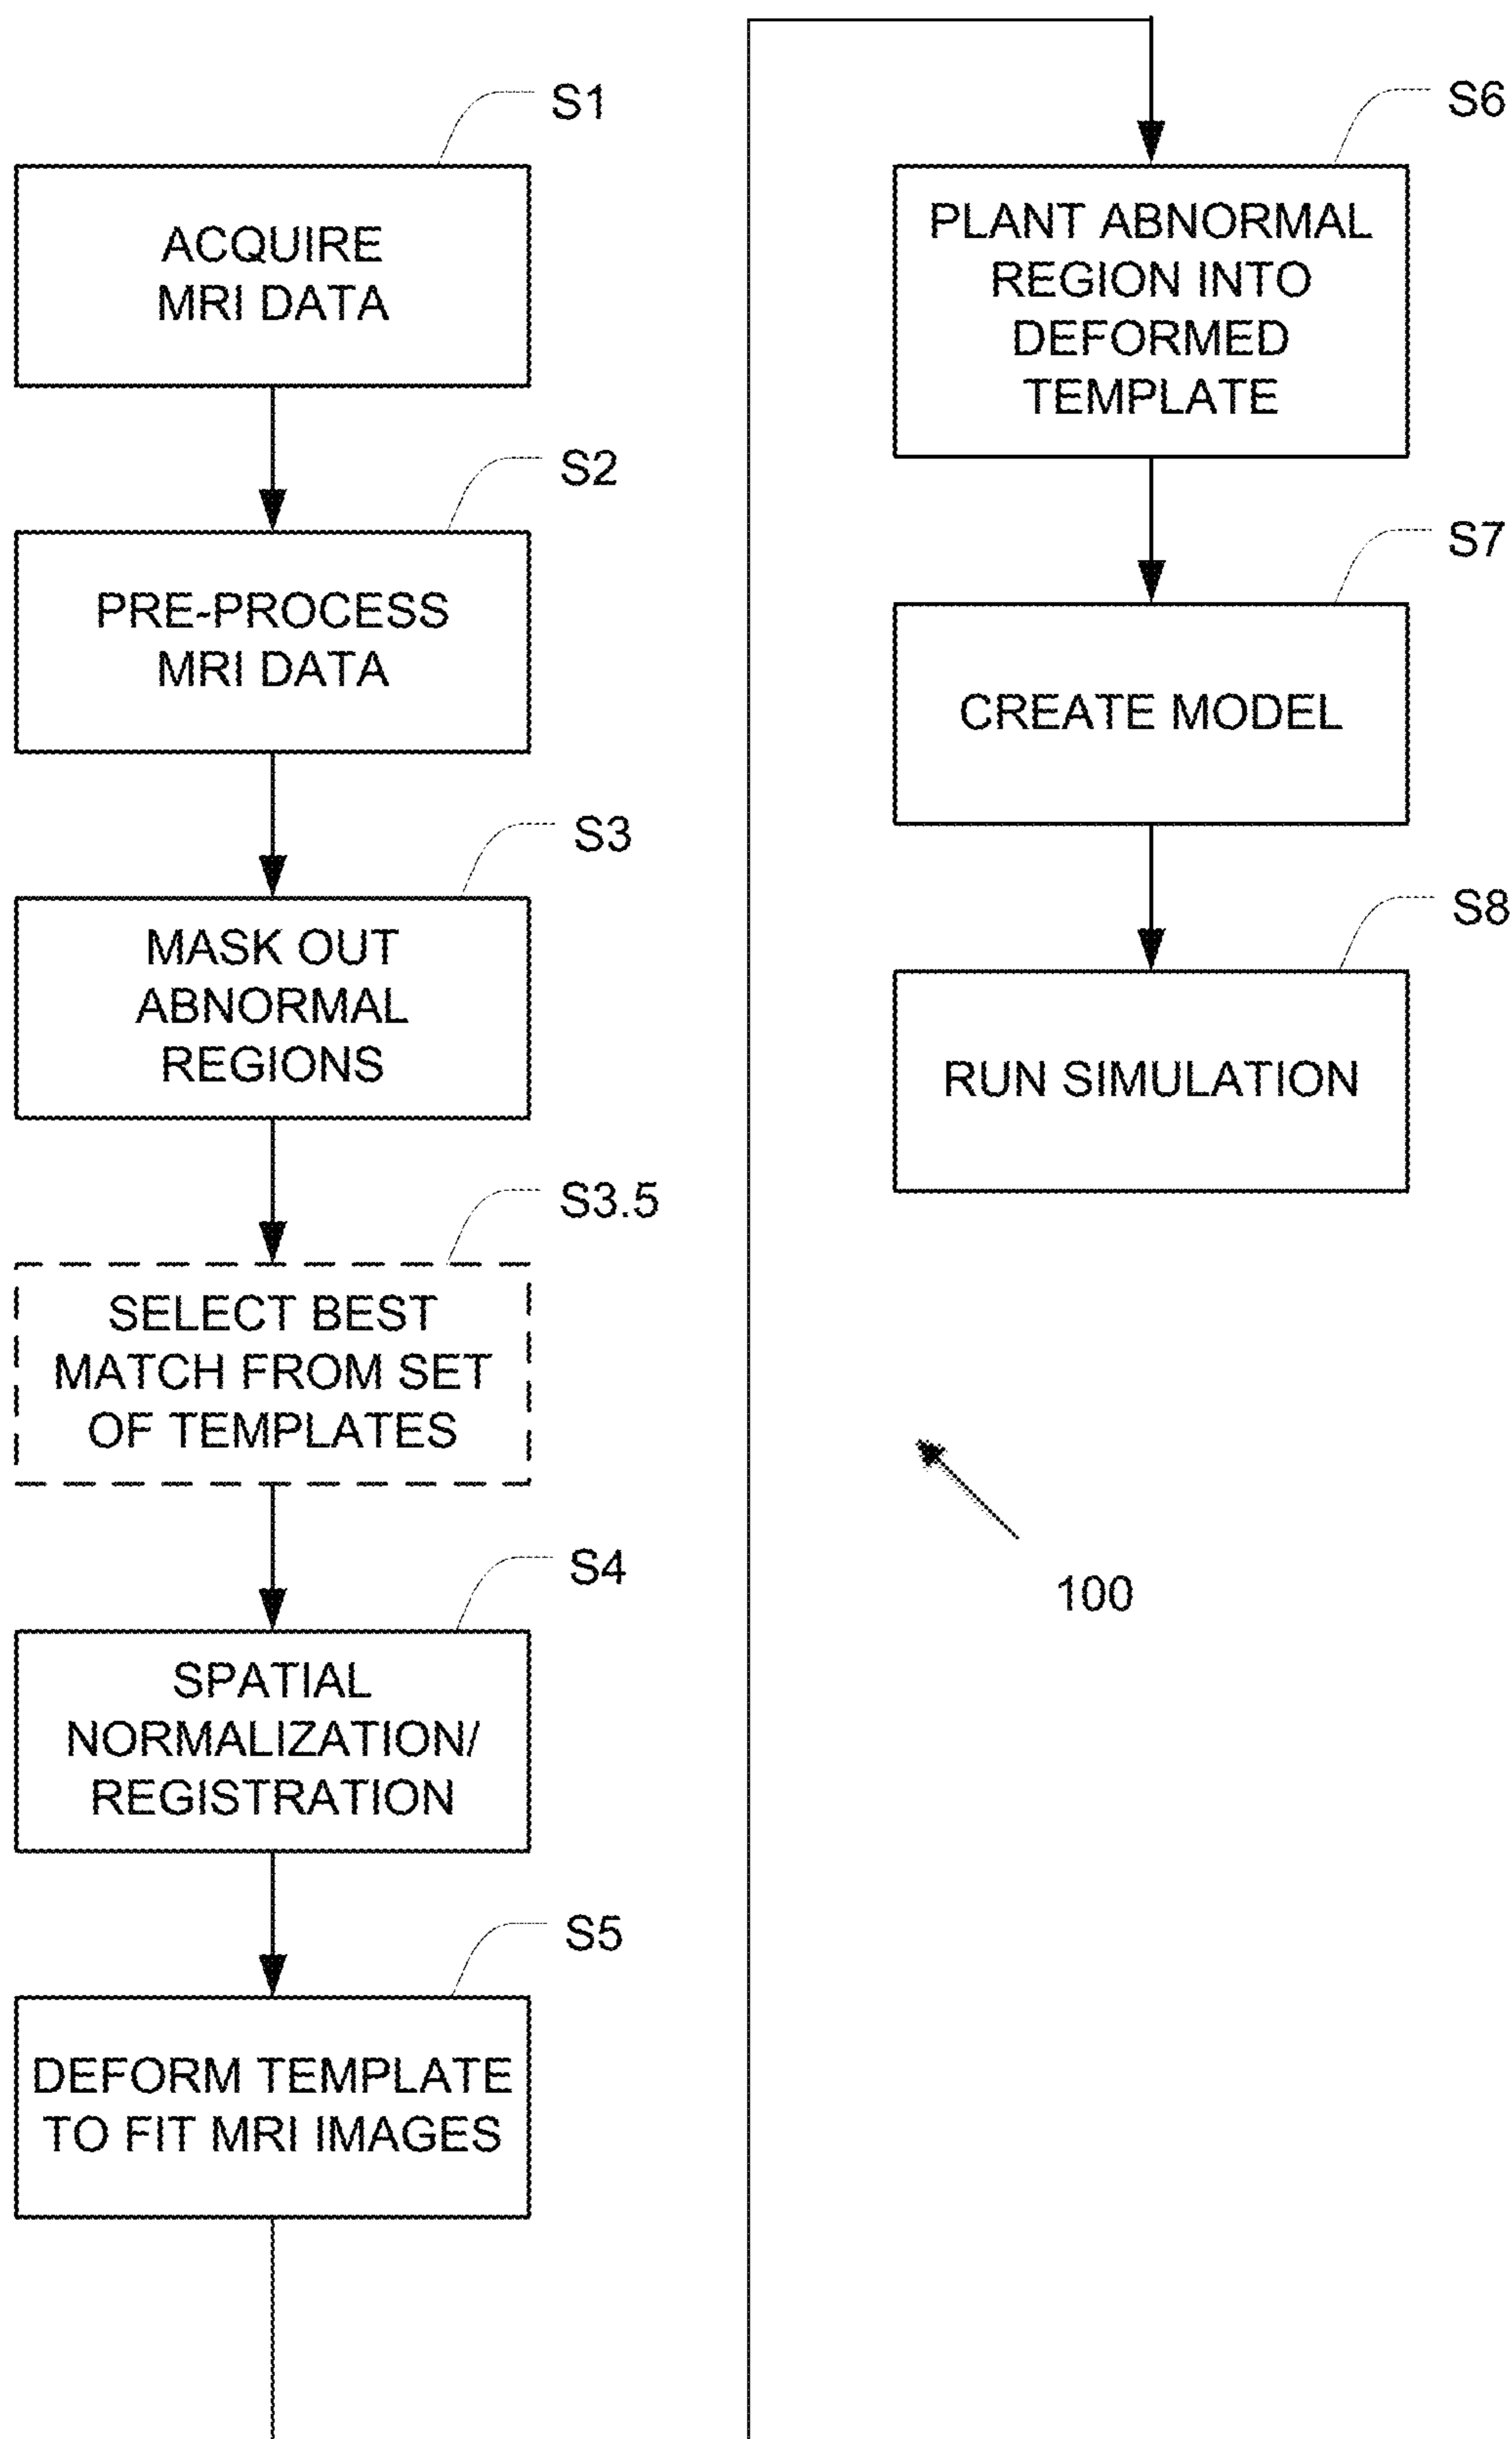 S1
ACQUIRE
MRI DATA
S2
PRE-PROCESS
MRI DATA
S3
MASK OUT
ABNORMAL
REGIONS
S3.5
SELECT BEST
MATCH FROM SET
OF TEMPLATES
S4
SPATIAL
NORMALIZATION/
REGISTRATION
S5
DEFORM TEMPLATE
TO FIT MRI IMAGES
S6
PLANT ABNORMAL
REGION INTO
DEFORMED
TEMPLATE
S7
CREATE MODEL
S8
RUN SIMULATION
100